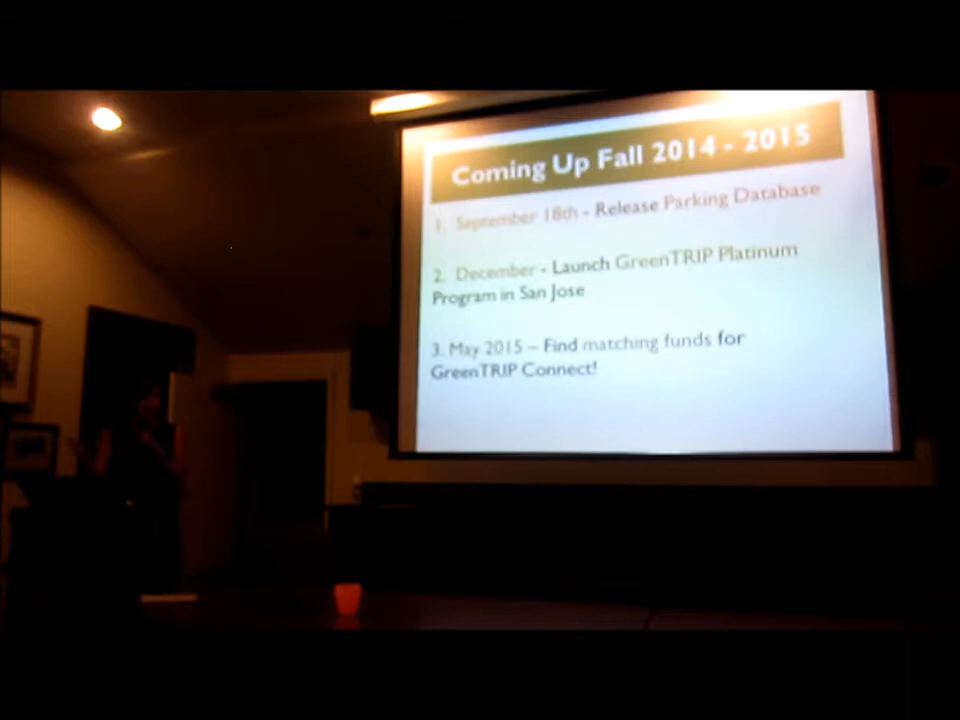 Coming Up Fall 2014 - 2015
1. September 18th - Release Parking Database
2. December - Launch GreenTRIP Platinum
Program in San Jose
3. May 2015 – Find matching funds for
GreenTRIP Connect!